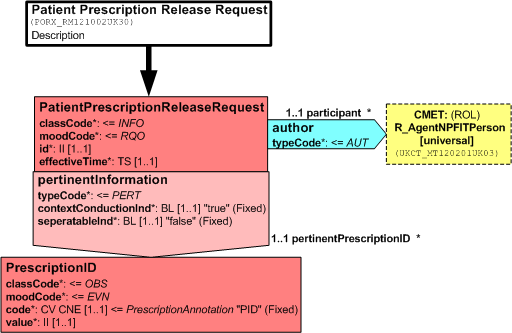 Patient Prescription Release Request
(PORX_RM121002UK30)
Description
PatientPrescriptionReleaseRequest
classCode*: <= INFO
moodCode*: <= RQO
id*: II [1..1]
effectiveTime*: TS [1..1]
1..1 participant *
author
typeCode*: <= AUT
CMET: (ROL)
R_AgentNPFITPerson
[universal]
(UKCT_MT120201UK03)
pertinentInformation
typeCode*: <= PERT
contextConductionInd*: BL [1..1] "true" (Fixed)
seperatableInd*: BL [1..1] "false" (Fixed)
1..1 pertinentPrescriptionID *
PrescriptionID
classCode*: <= OBS
moodCode*: <= EVN
code*: CV CNE [1..1] <= PrescriptionAnnotation "PID" (Fixed)
value*: II [1..1]